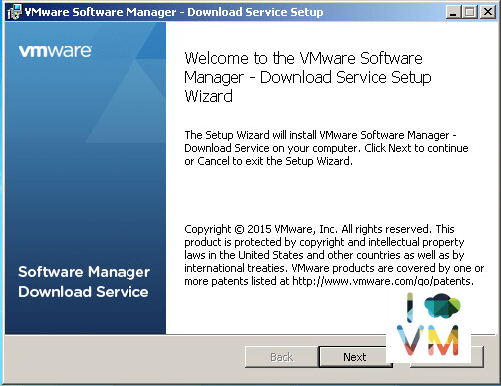 VMware Software Manager - Download Service Setup
vmware
Welcome to the VMware Software
Manager - Download Service Setup
Wizard
The Setup Wizard will install VMware Software Manager -
Download Service on your computer. Click Next to continue
or Cancel to exit the Setup Wizard.
Copyright © 2015 VMware, Inc. All rights reserved. This
product is protected by copyright and intellectual property
laws in the United States and other countries as well as by
international treaties. VMware products are covered by one or
more patents listed at http://www.vmware.com/go/patents.
Software Manager
Download Service
Back
Next
I
VM